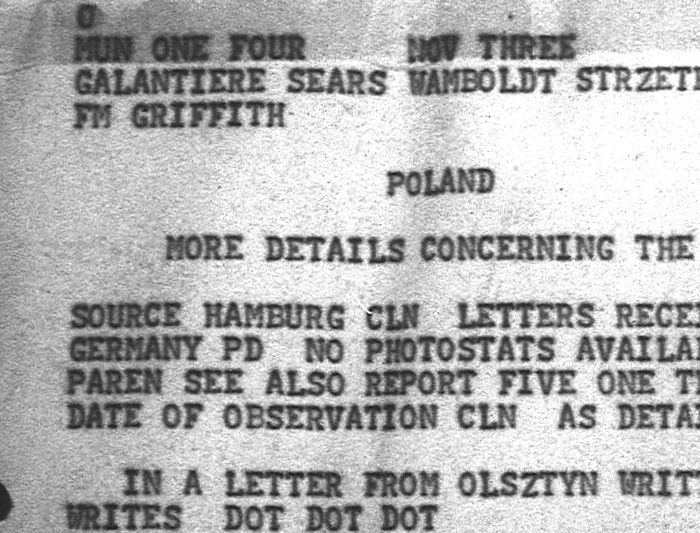 MUN ONE FOUR NOV THREE
GALANTIERE SEARS WAMBOLDT
FM GRIFFITH
POLAND
MORE DETAILS CONCERNING THE
SOURCE HAMBURG CLN LETTERS
GERMANY PD NO PHOTOSTATS
PAREN SEE ALSO REPORT FIVE ONE
DATE OF OBSERVATION CLN AS
IN A LETTER FROM OLSZTYN
WRITES DOT DOT DOT